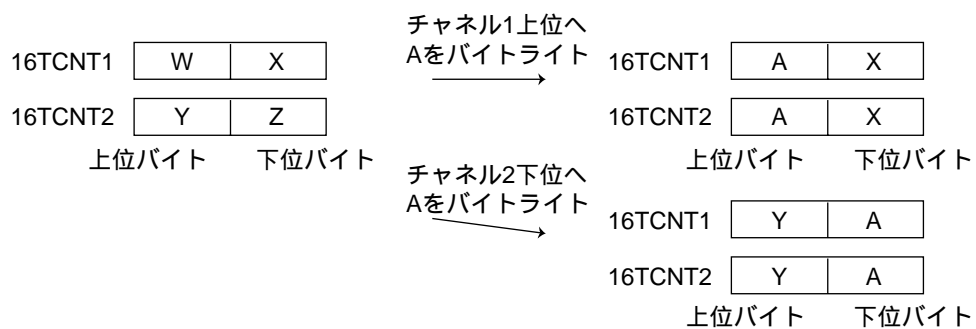 16TCNT1 W X
16TCNT2 Y Z
上位バイト 下位バイト
チャネル1上位へ
Aをバイトライト
16TCNT1 A X
16TCNT2 A X
上位バイト 下位バイト
チャネル2下位へ
Aをバイトライト
16TCNT1 Y A
16TCNT2 Y A
上位バイト 下位バイト